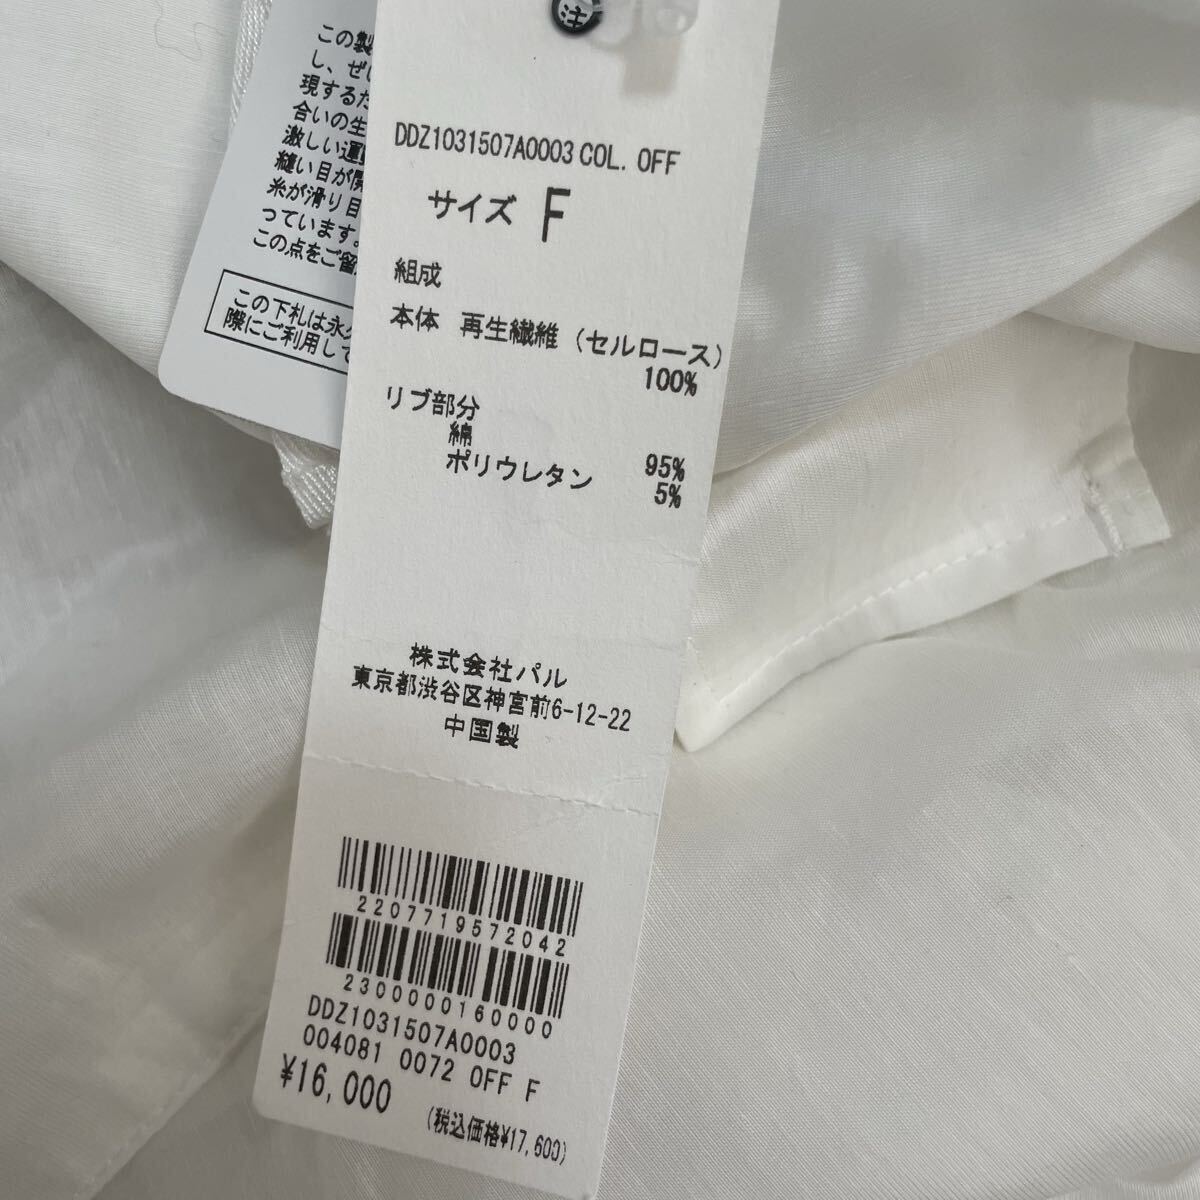 注
この製
し、ぜ
現するた
合いの生
激しい運
縫い目が
糸が滑り目
っています。
この点をご留
この下札は永久
際にご利用して
DDZ1031507A0003 COL. OFF
サイズ F
組成
本体 再生繊維 (セルロース)
100%
リブ部分
綿 95%
ポリウレタン 5%
株式会社パル
東京都渋谷区神宮前6-12-22
中国製
2207719572042
2300000160000
DDZ1031507A0003
004081 0072 OFF F
¥16,000
(税込価格¥17,600)